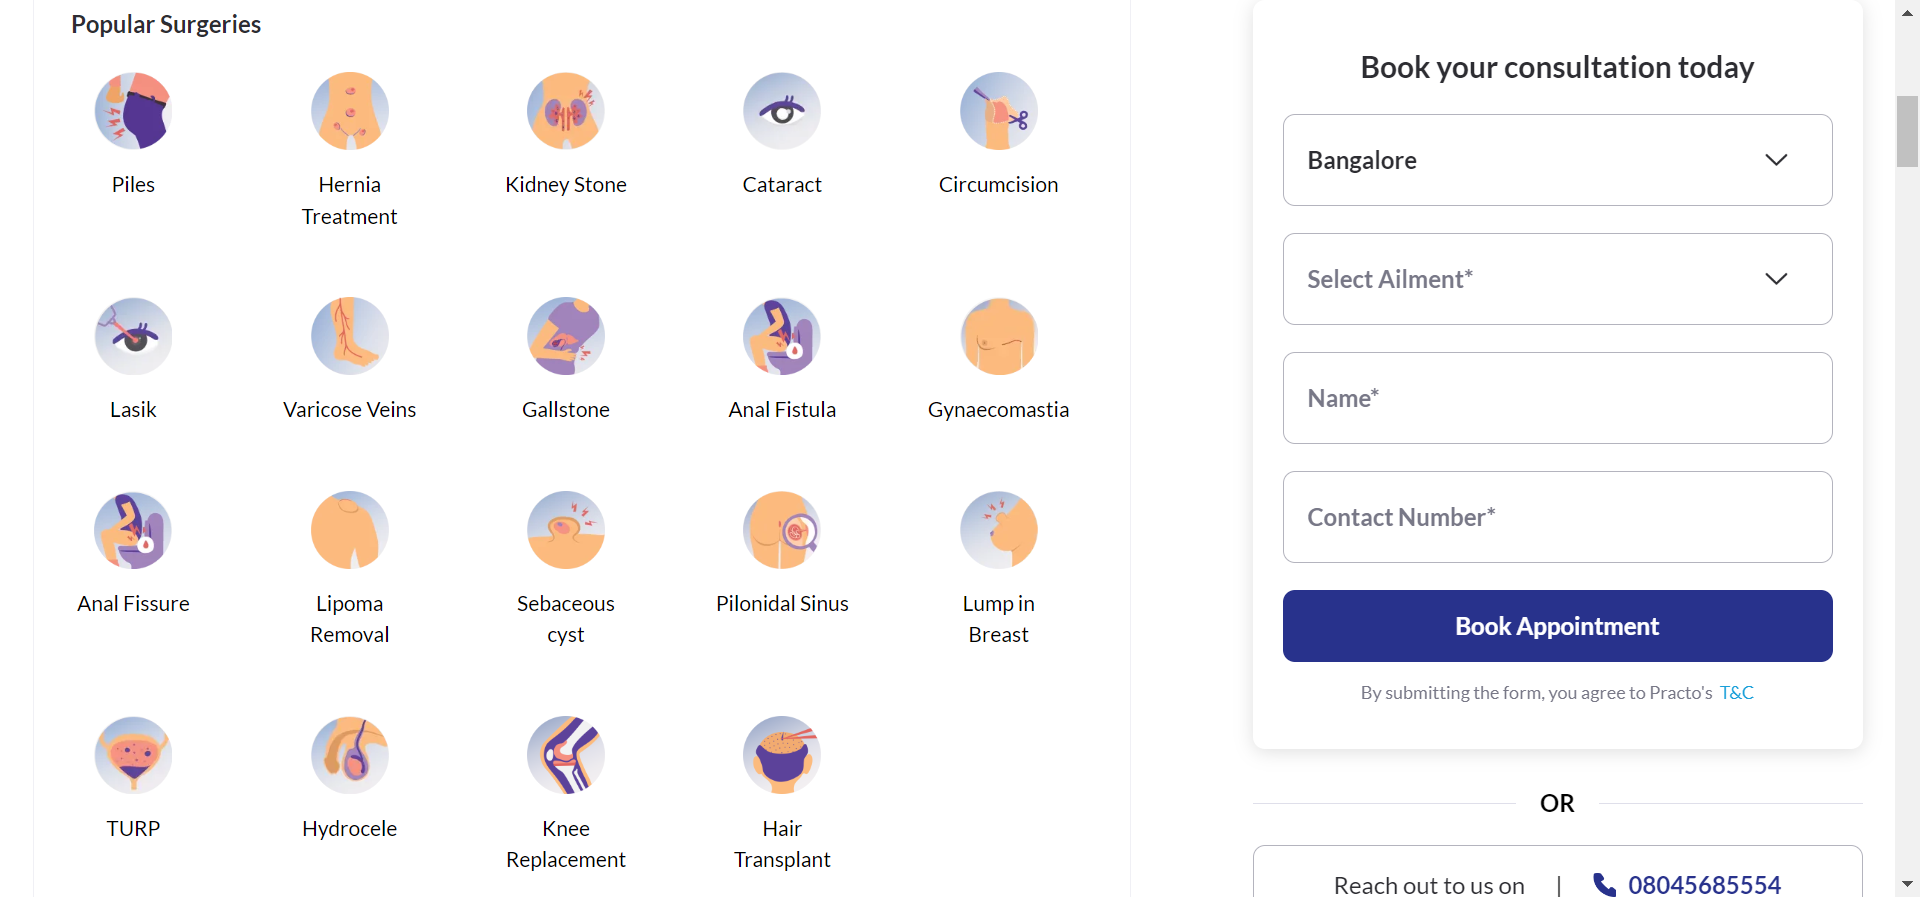 Popular Surgeries
Piles
Hernia
Treatment
Kidney Stone
Cataract
Circumcision
Lasik
Varicose Veins
Gallstone
Anal Fistula
Gynaecomastia
Anal Fissure
Lipoma
Removal
Sebaceous
cyst
Pilonidal Sinus
Lump in
Breast
TURP
Hydrocele
Knee
Replacement
Hair
Transplant
Book your consultation today
Bangalore
Select Ailment*
Name*
Contact Number*
Book Appointment
By submitting the form, you agree to Practo's T&C
OR
Reach out to us on | 08045685554